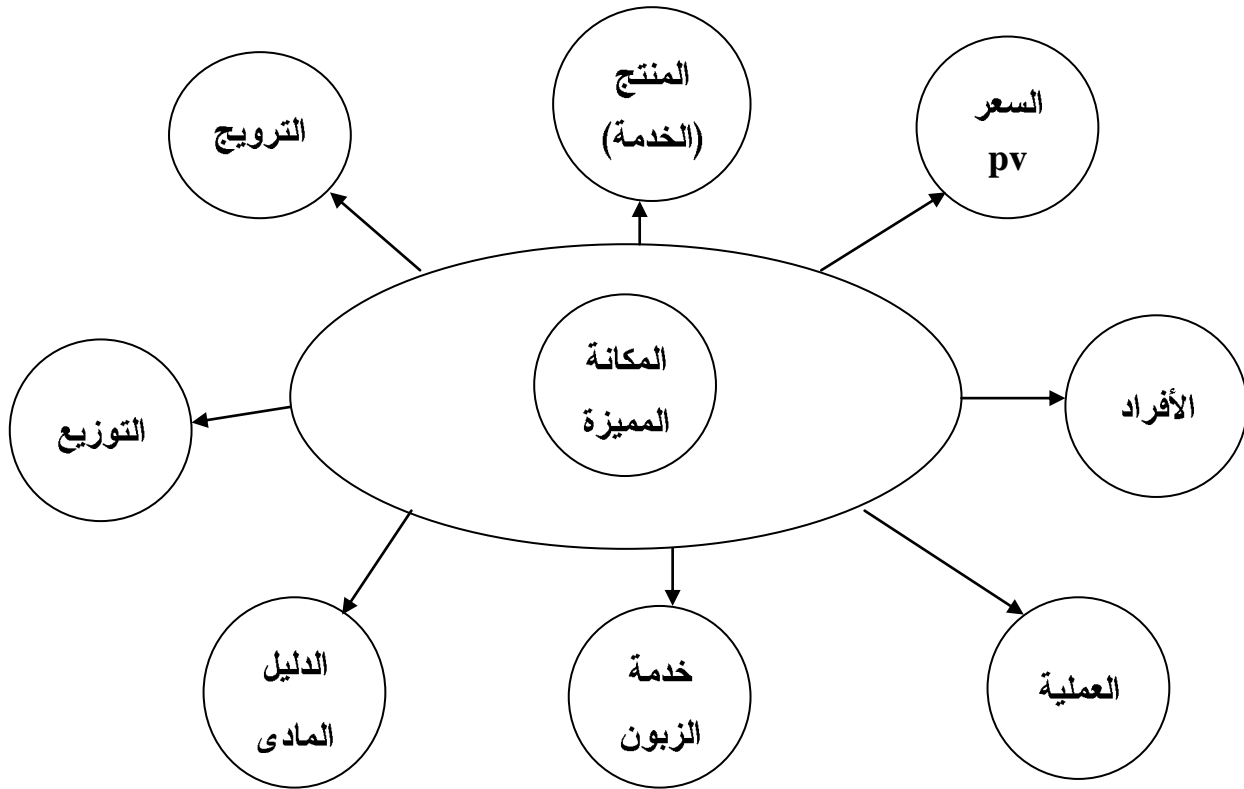 المنتج
(الخدمة)
السعر
pv
الترويج
المكانة
المميزة
الأفراد
التوزيع
الدليل
المادى
خدمة
الزبون
العملية